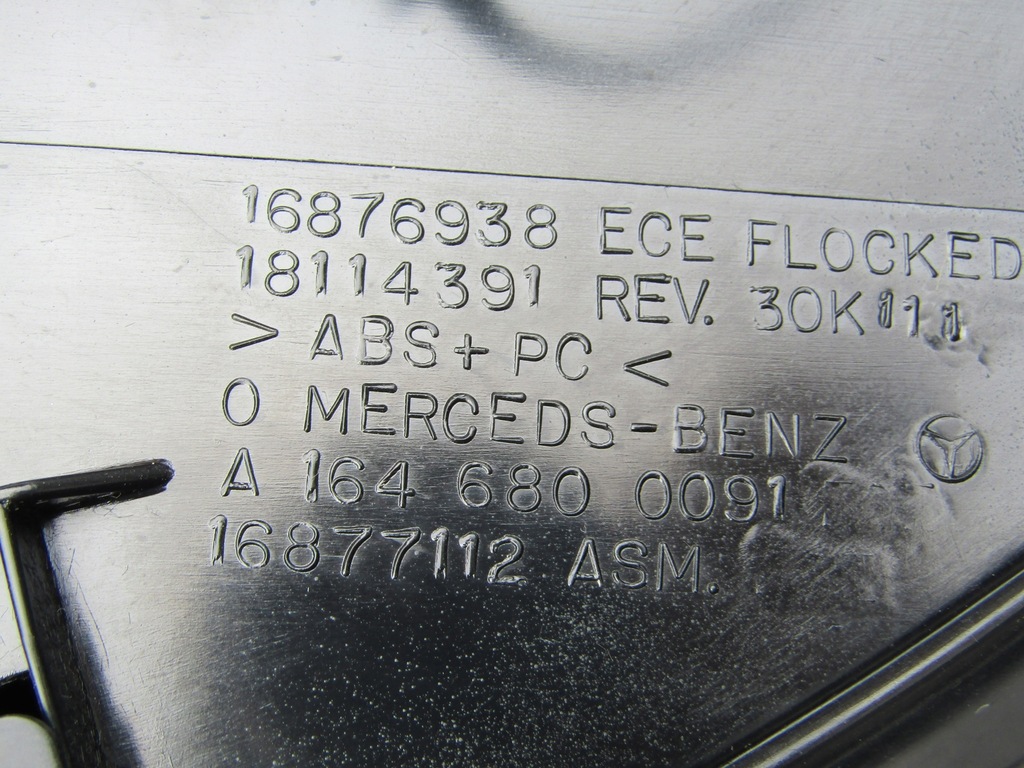 16876938 ECE FLOCKED
18114391 REV. 30K111
> ABS + PC <
0 MERCEDS-BENZ
A 164 680 0091
16877112 ASM.